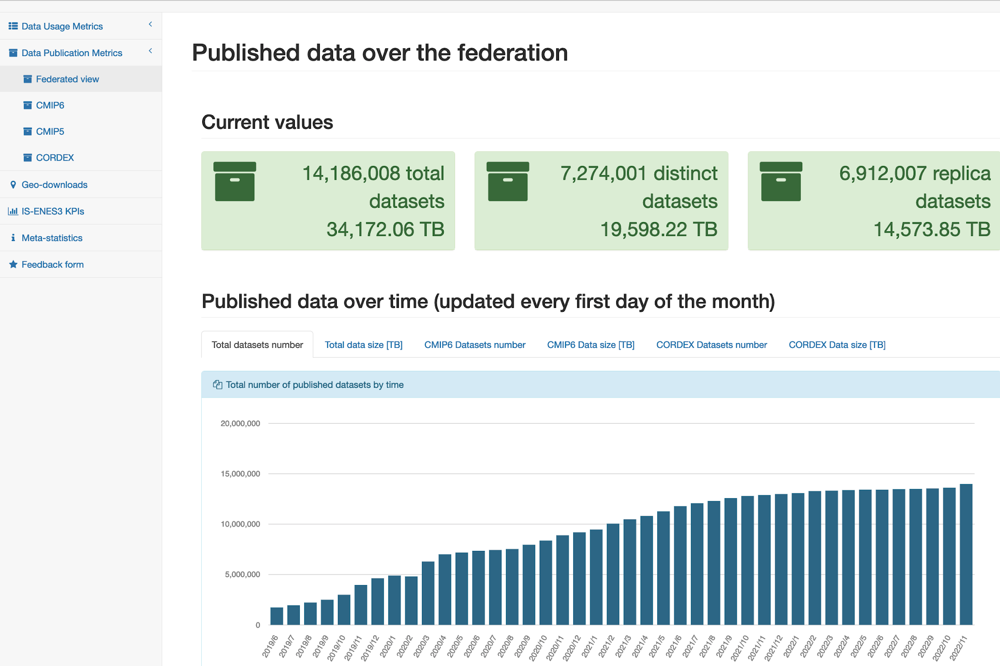 Data Usage Metrics
Data Publication Metrics
Federated view
CMIP6
CMIP5
CORDEX
Geo-downloads
IS-ENES3 KPIs
Meta-statistics
Feedback form
Published data over the federation
Current values
14,186,008 total
datasets
34,172.06 TB
7,274,001 distinct
datasets
19,598.22 TB
6,912,007 replica
datasets
14,573.85 TB
Published data over time (updated every first day of the month)
Total datasets number
Total data size [TB]
CMIP6 Datasets number
CMIP6 Data size [TB]
CORDEX Datasets number
CORDEX Data size [TB]
Total number of published datasets by time
20,000,000
15,000,000
10,000,000
5,000,000
0
2019/6
2019/7
2019/8
2019/9
2019/10
2019/11
2019/12
2020/1
2020/2
2020/3
2020/4
2020/5
2020/6
2020/7
2020/8
2020/9
2020/10
2020/11
2020/12
2021/1
2021/2
2021/3
2021/4
2021/5
2021/6
2021/7
2021/8
2021/9
2021/10
2021/11
2021/12
2022/1
2022/2
2022/3
2022/4
2022/5
2022/6
2022/7
2022/8
2022/9
2022/10
2022/11